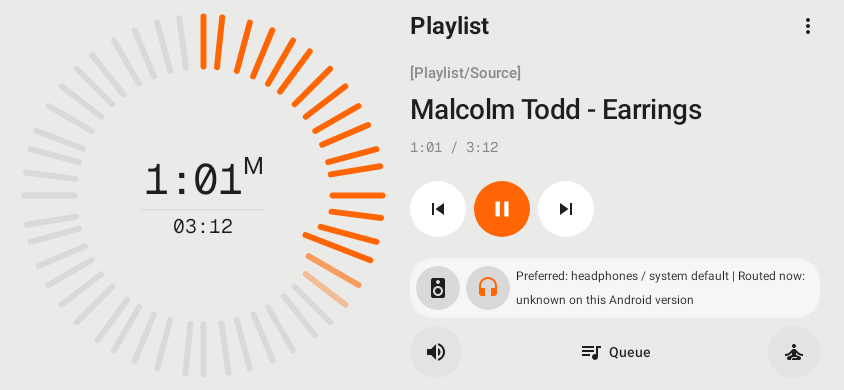 1:01M
03:12
Playlist
[Playlist/Source]
Malcolm Todd - Earrings
1:01 / 3:12
Preferred: headphones / system default | Routed now:
unknown on this Android version
Queue